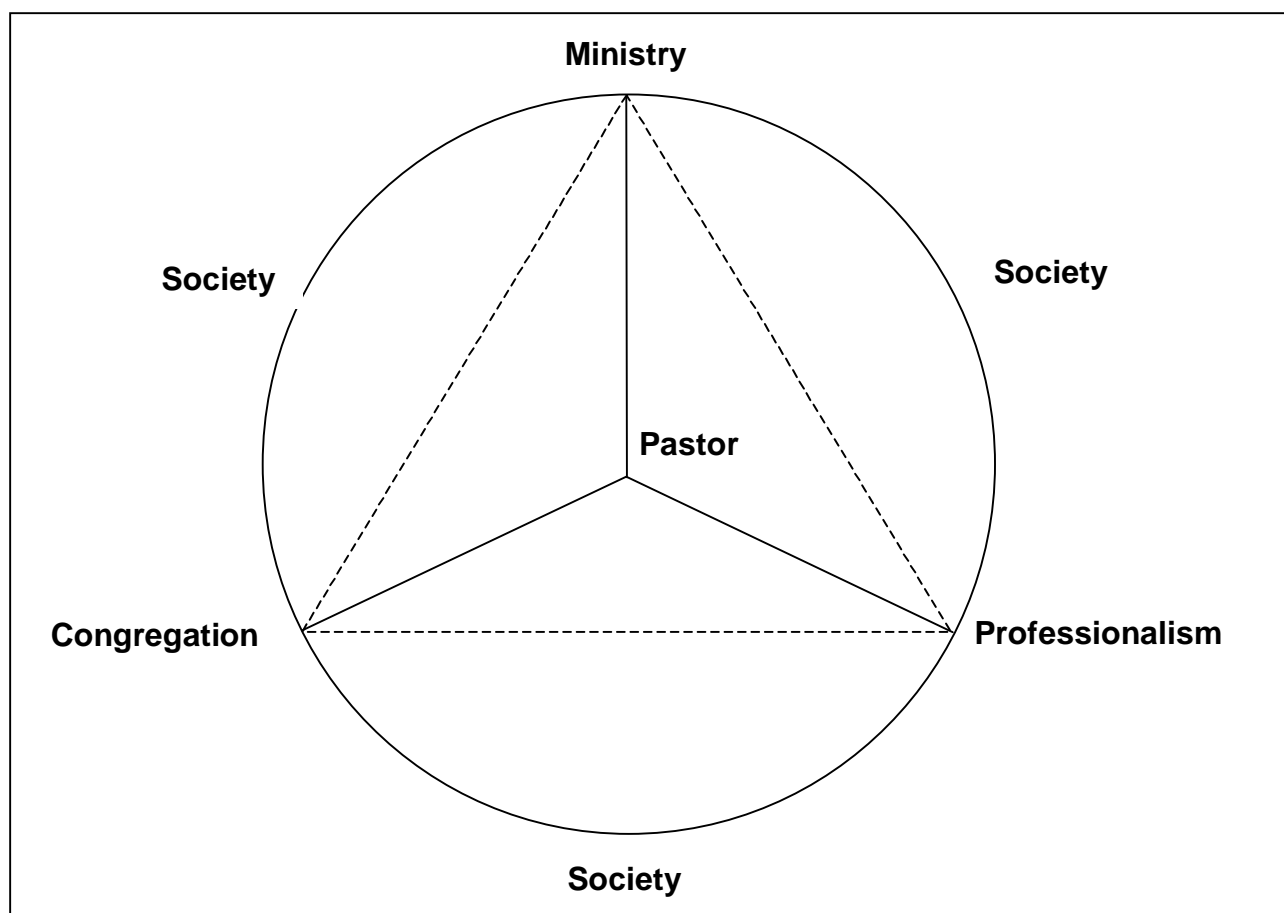 Ministry
Society
Society
Pastor
Congregation
Professionalism
Society